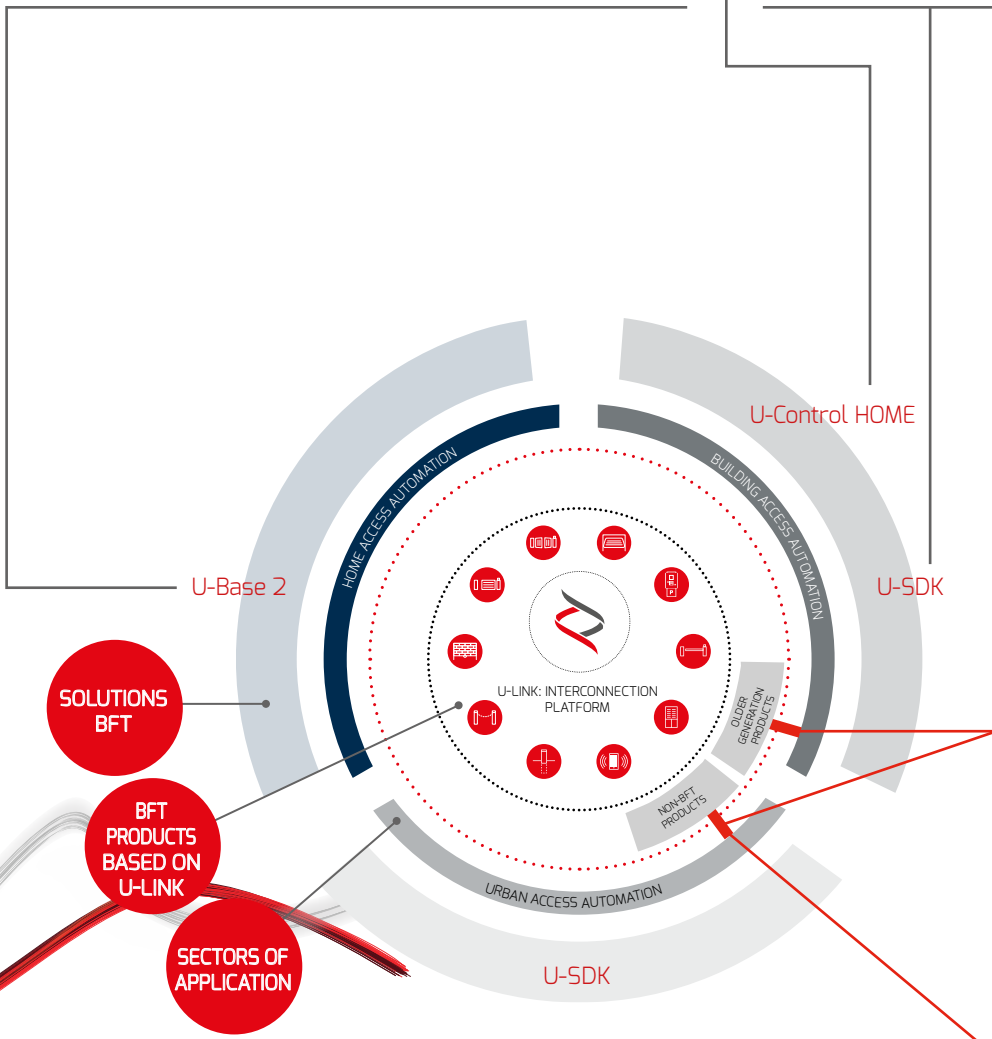 U-Control HOME
HOME ACCESS AUTOMATION
BUILDING ACCESS AUTOMATION
U-Base 2
U-SDK
P
SOLUTIONS
BFT
U-LINK: INTERCONNECTION
PLATFORM
OLDER
GENERATION
PRODUCTS
NON-BFT
PRODUCTS
BFT
PRODUCTS
BASED ON
U-LINK
URBAN ACCESS AUTOMATION
SECTORS OF
APPLICATION
U-SDK